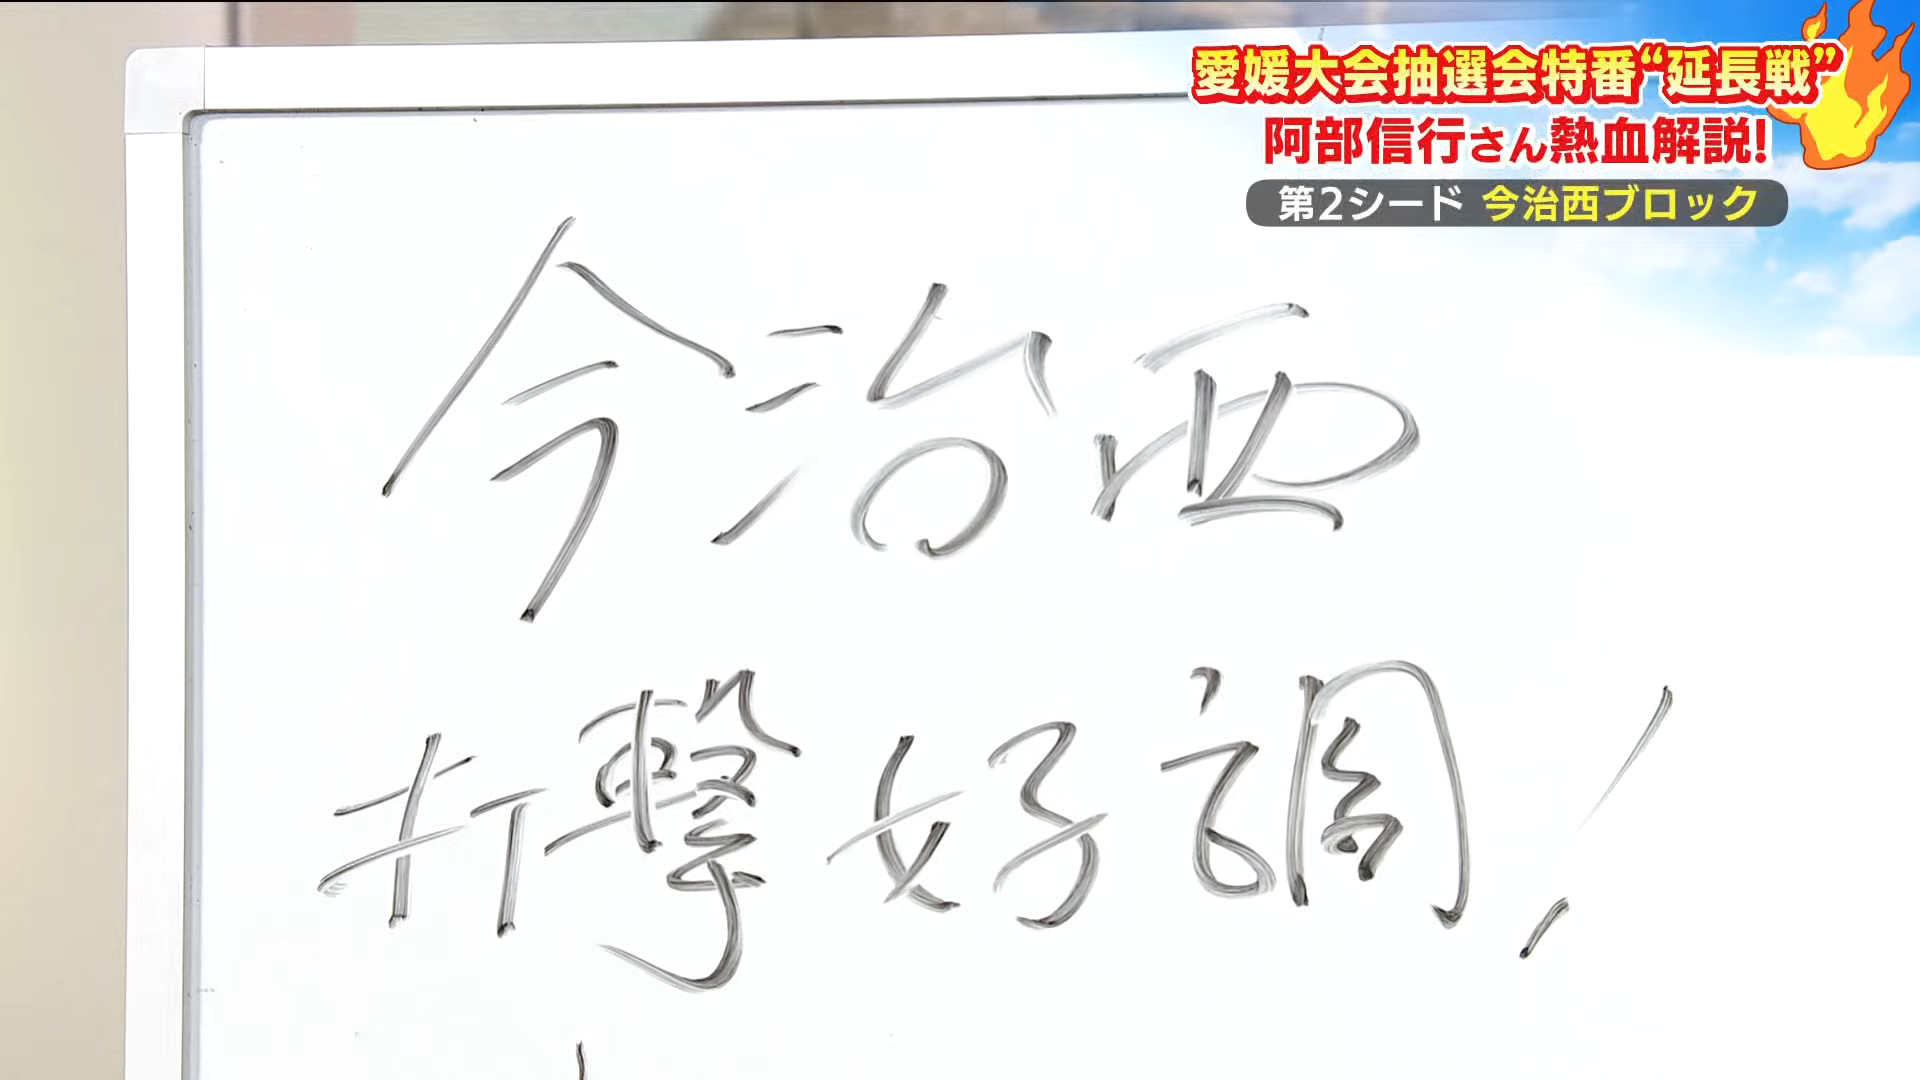 愛媛大会抽選会特番“延長戦”
阿部信行さん熱血解説!
第2シード 今治西ブロック
今治西
打撃好調!